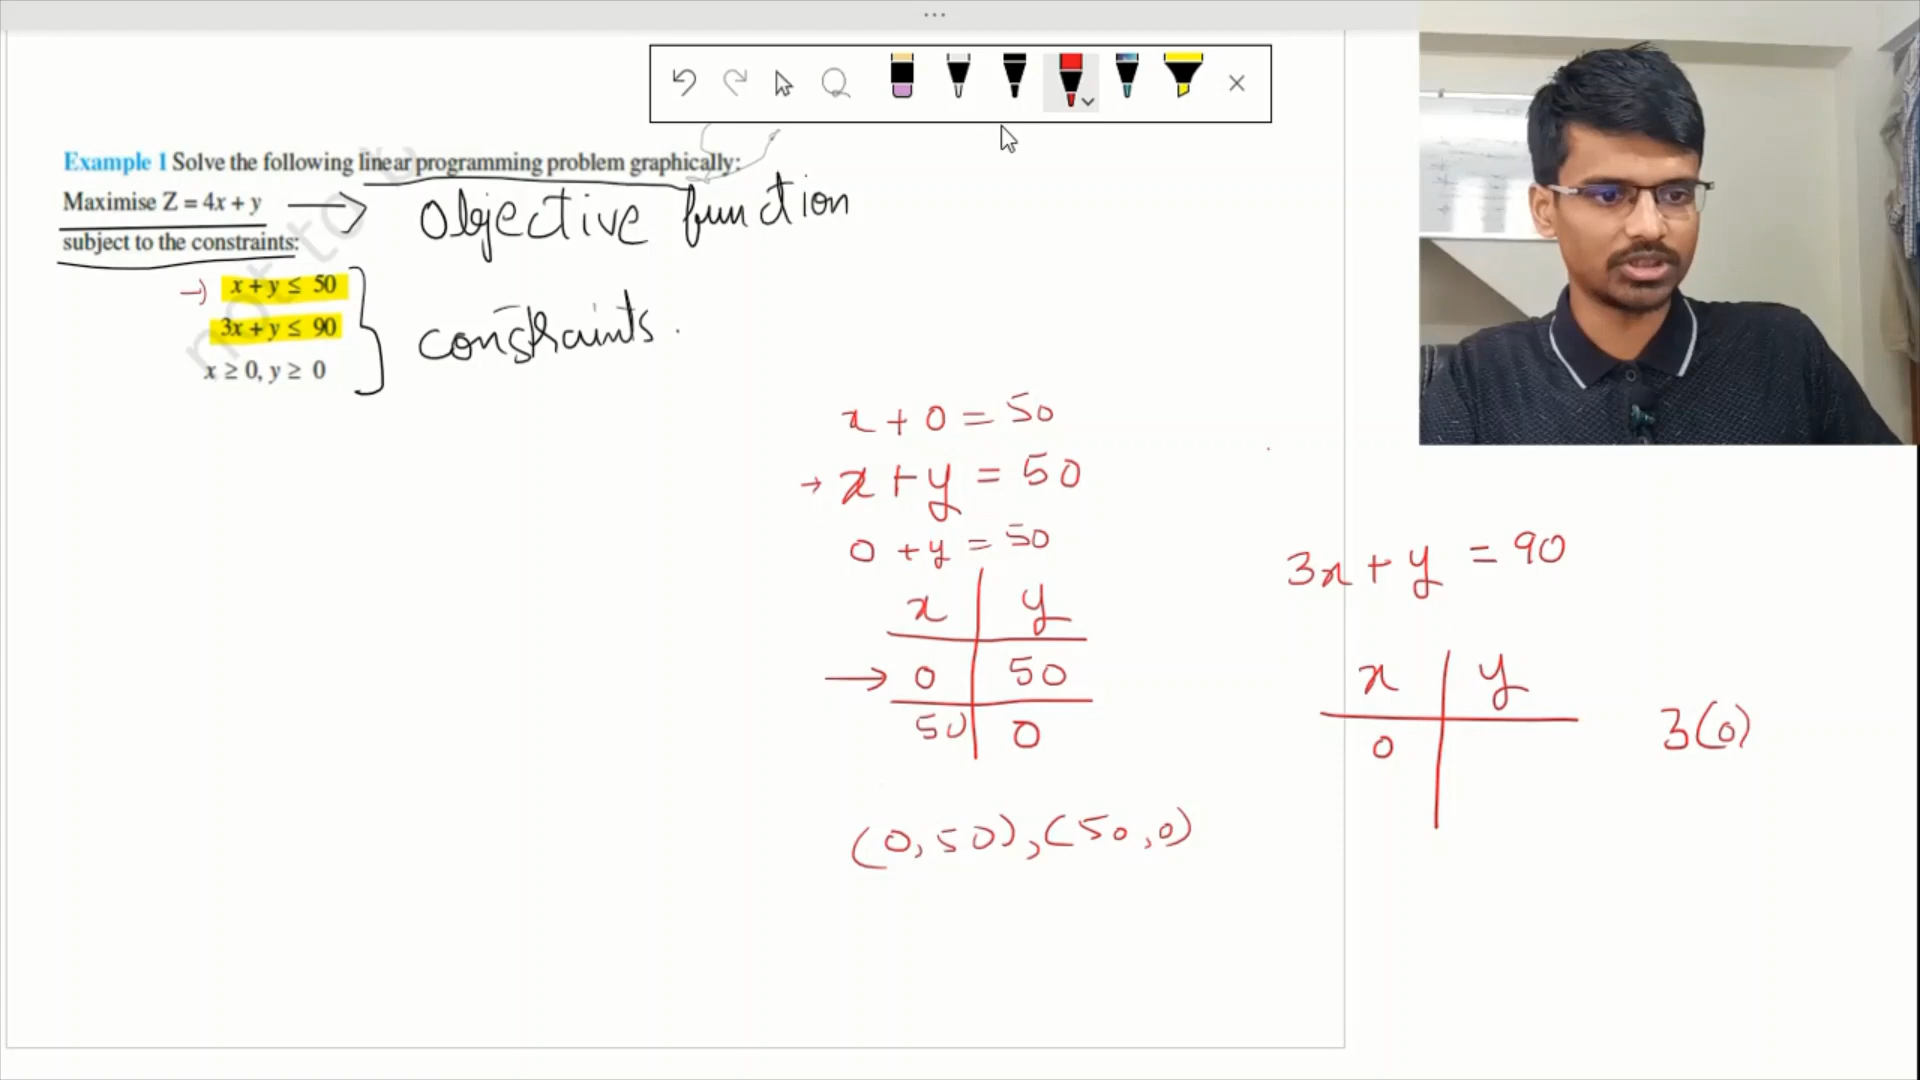 Example 1 Solve the following linear programming problem graphically:
Maximise Z = 4x + y → objective function
subject to the constraints:
→ x + y ≤ 50
3x + y ≤ 90
x ≥ 0, y ≥ 0
constraints.
not to
x + 0 = 50
→ x + y = 50
0 + y = 50
x y
→ 0 50
50 0
(0, 50), (50, 0)
3x + y = 90
x y
0
3(0)